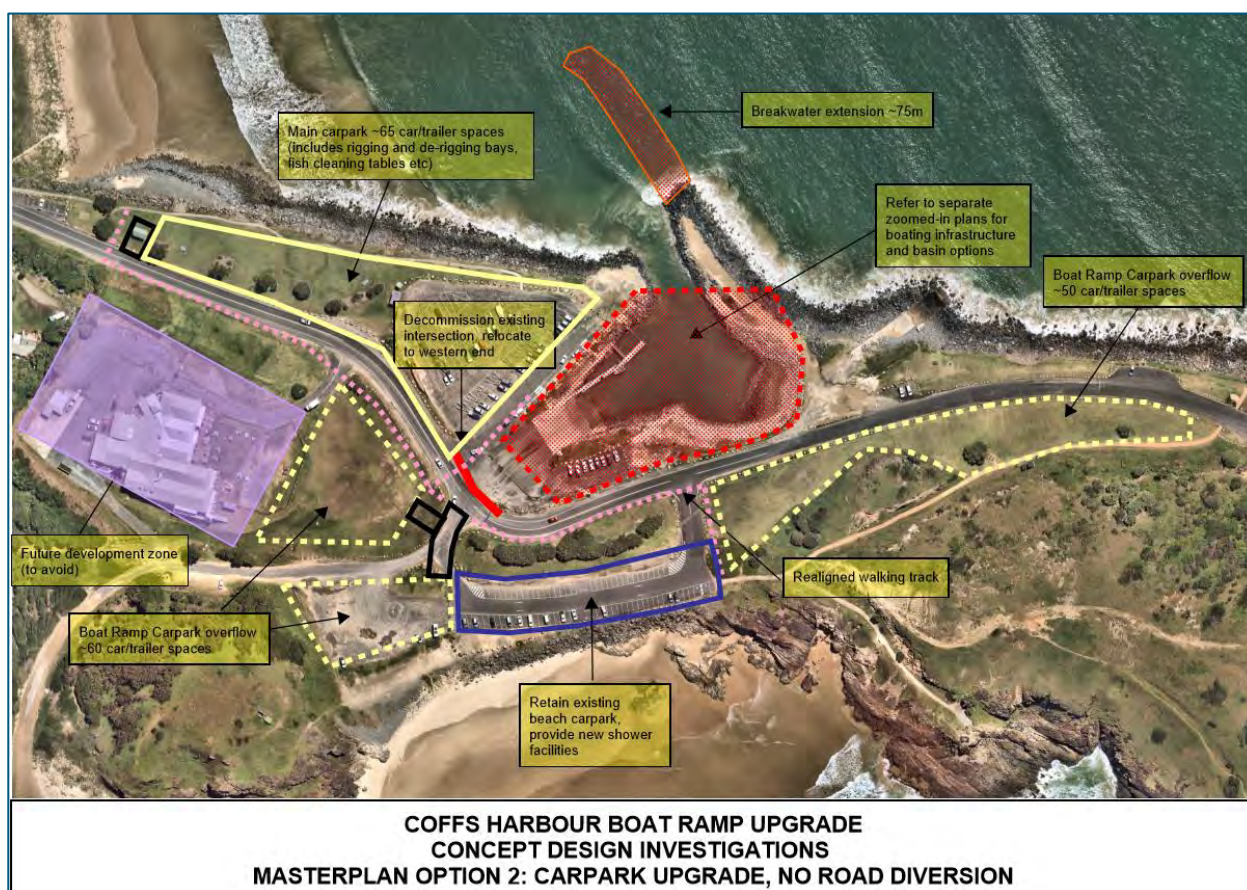 Breakwater extension ~75m
Main carpark ~65 car/trailer spaces
(includes rigging and de-rigging bays,
fish cleaning tables etc)
Refer to separate
zoomed-in plans for
boating infrastructure
and basin options
Boat Ramp Carpark overflow
~50 car/trailer spaces
Decommission existing
intersection, relocate
to western end
Future development zone
(to avoid)
Realigned walking track
Boat Ramp Carpark overflow
~60 car/trailer spaces
Retain existing
beach carpark,
provide new shower
facilities
COFFS HARBOUR BOAT RAMP UPGRADE
CONCEPT DESIGN INVESTIGATIONS
MASTERPLAN OPTION 2: CARPARK UPGRADE, NO ROAD DIVERSION